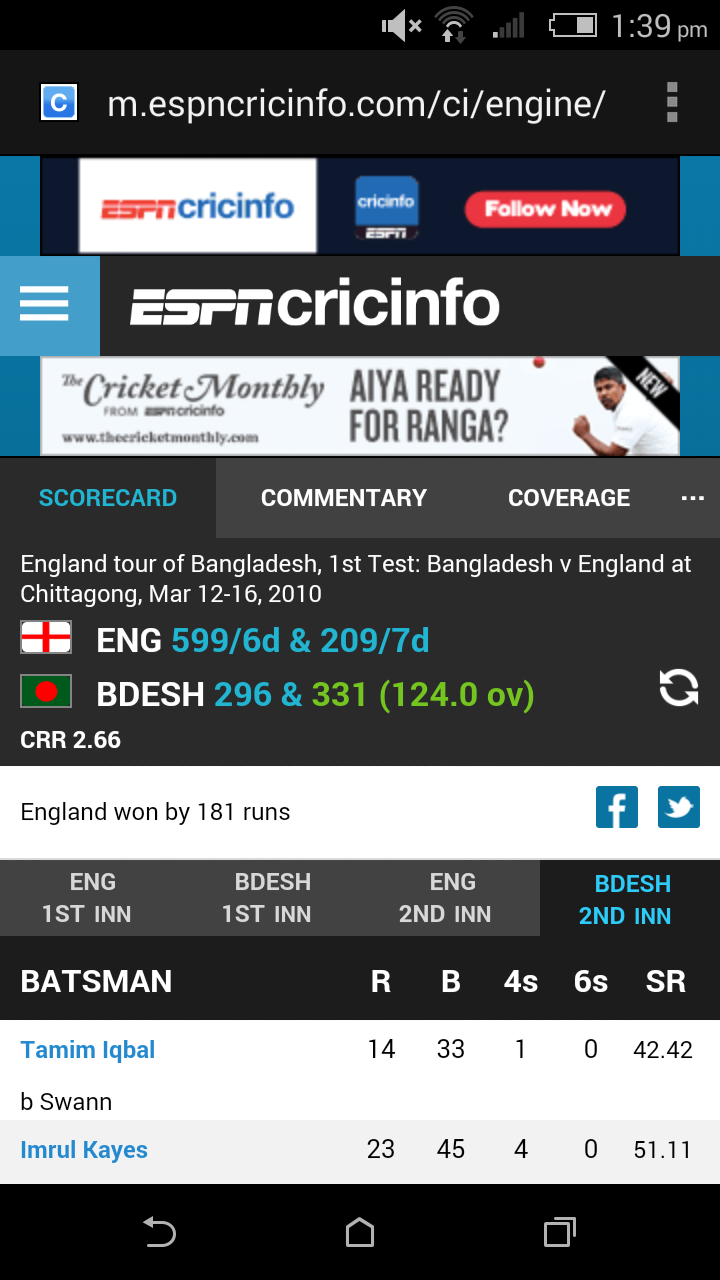 1:39 pm
C
m.espncricinfo.com/ci/engine/
ESPNcricinfo
cricinfo
ESPN
Follow Now
ESPNcricinfo
The Cricket Monthly
FROM ESPNcricinfo
www.thecricketmonthly.com
AIYA READY
FOR RANGA?
NEW
SCORECARD COMMENTARY COVERAGE ...
England tour of Bangladesh, 1st Test: Bangladesh v England at
Chittagong, Mar 12-16, 2010
ENG 599/6d & 209/7d
BDESH 296 & 331 (124.0 ov)
CRR 2.66
England won by 181 runs
ENG BDESH ENG BDESH
1ST INN 1ST INN 2ND INN 2ND INN
BATSMAN R B 4s 6s SR
Tamim Iqbal 14 33 1 0 42.42
b Swann
Imrul Kayes 23 45 4 0 51.11